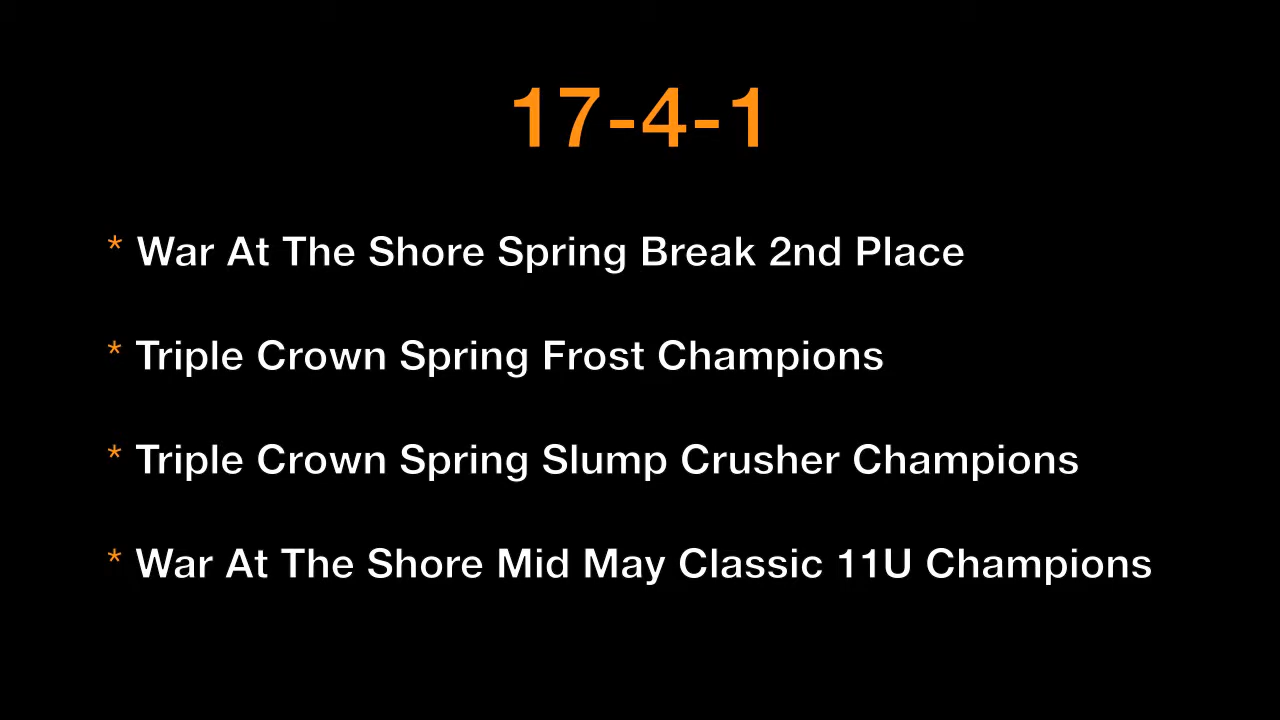 17-4-1
* War At The Shore Spring Break 2nd Place
* Triple Crown Spring Frost Champions
* Triple Crown Spring Slump Crusher Champions
* War At The Shore Mid May Classic 11U Champions